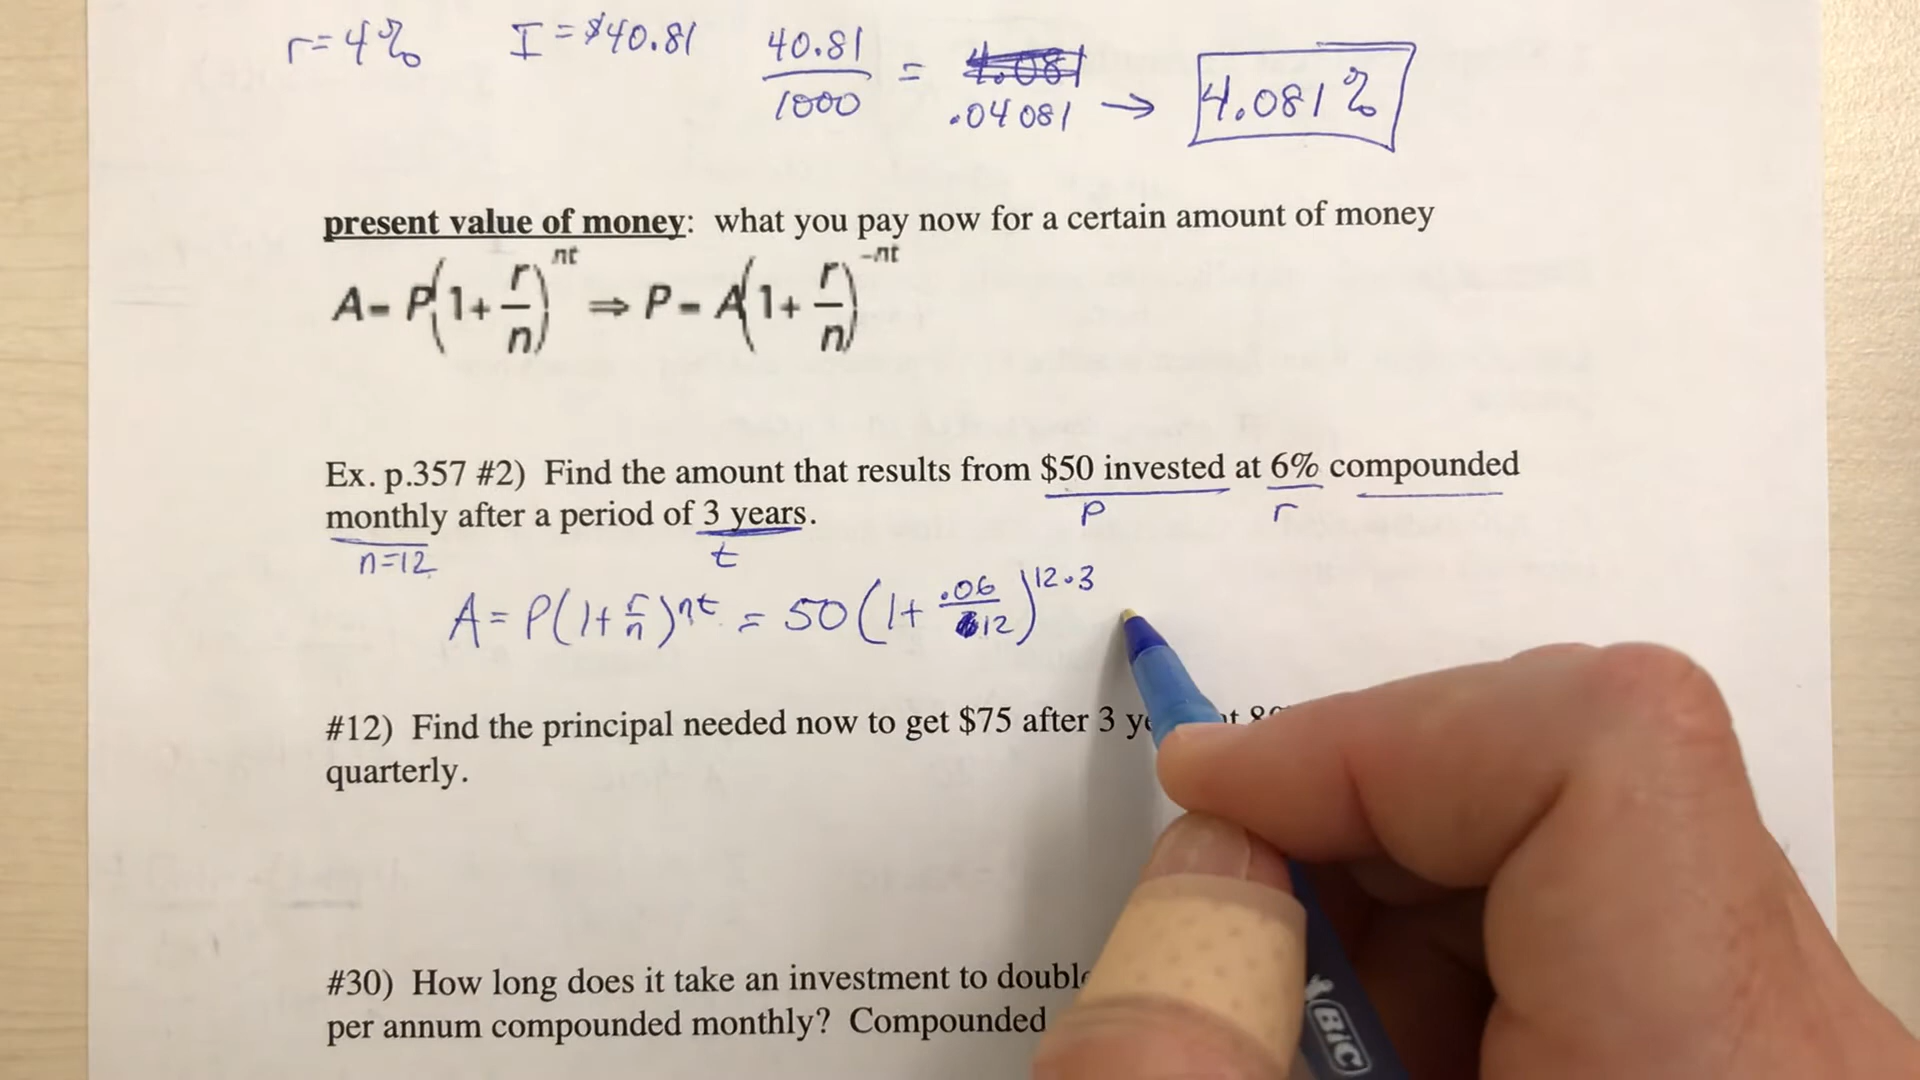 r=4% I=$40.81 40.81/1000 = 4.081 .04081 → 4.081%
present value of money: what you pay now for a certain amount of money
A=P(1+r/n)^nt ⇒ P=A(1+r/n)^-nt
Ex. p.357 #2) Find the amount that results from $50 invested at 6% compounded
P r
monthly after a period of 3 years.
n=12 t
A=P(1+r/n)^nt = 50(1+.06/12)^12·3
#12) Find the principal needed now to get $75 after 3
quarterly.
#30) How long does it take an investment to double
per annum compounded monthly? Compounded
BIC